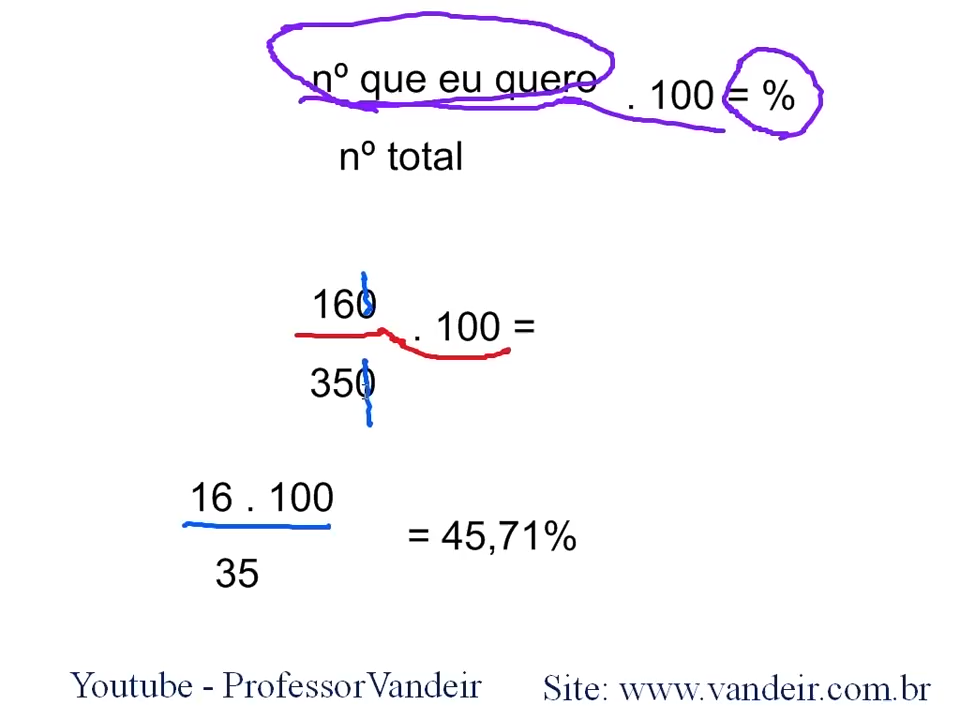 nº que eu quero . 100 = %
nº total
160 . 100 =
350
16 . 100 = 45,71%
35
Youtube - ProfessorVandeir Site: www.vandeir.com.br